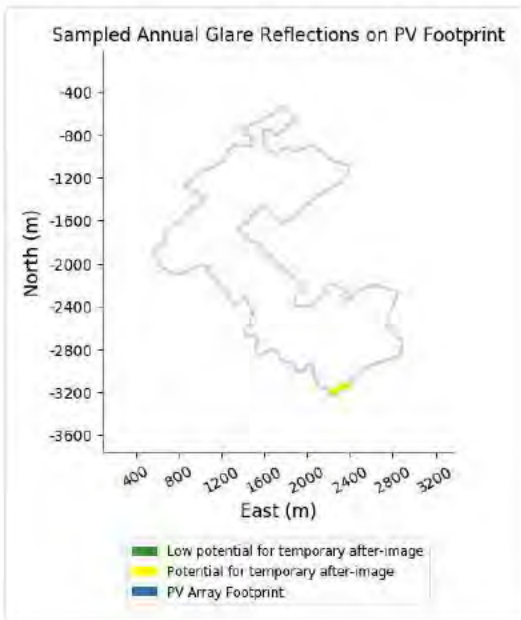 Sampled Annual Glare Reflections on PV Footprint
-400
-800
-1200
-1600
-2000
-2400
-2800
-3200
-3600
North (m)
400
800
1200
1600
2000
2400
2800
3200
East (m)
Low potential for temporary after-image
Potential for temporary after-image
PV Array Footprint